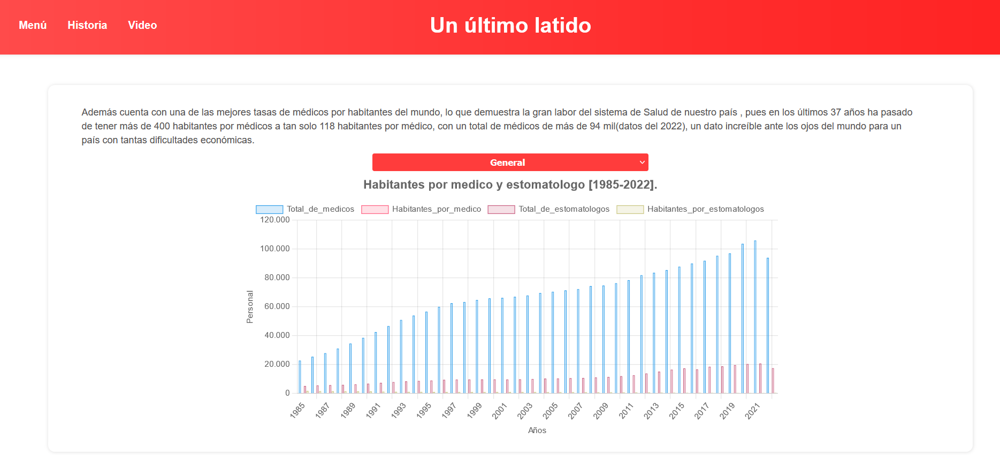 Menú Historia Video
Un último latido
Además cuenta con una de las mejores tasas de médicos por habitantes del mundo, lo que demuestra la gran labor del sistema de Salud de nuestro país , pues en los últimos 37 años ha pasado
de tener más de 400 habitantes por médicos a tan solo 118 habitantes por médico, con un total de médicos de más de 94 mil(datos del 2022), un dato increíble ante los ojos del mundo para un
país con tantas dificultades económicas.
General
Habitantes por medico y estomatologo [1985-2022].
Total_de_medicos Habitantes_por_medico Total_de_estomatologos Habitantes_por_estomatologos
120.000
100.000
80.000
60.000
40.000
20.000
0
Personal
1985 1987 1989 1991 1993 1995 1997 1999 2001 2003 2005 2007 2009 2011 2013 2015 2017 2019 2021
Años